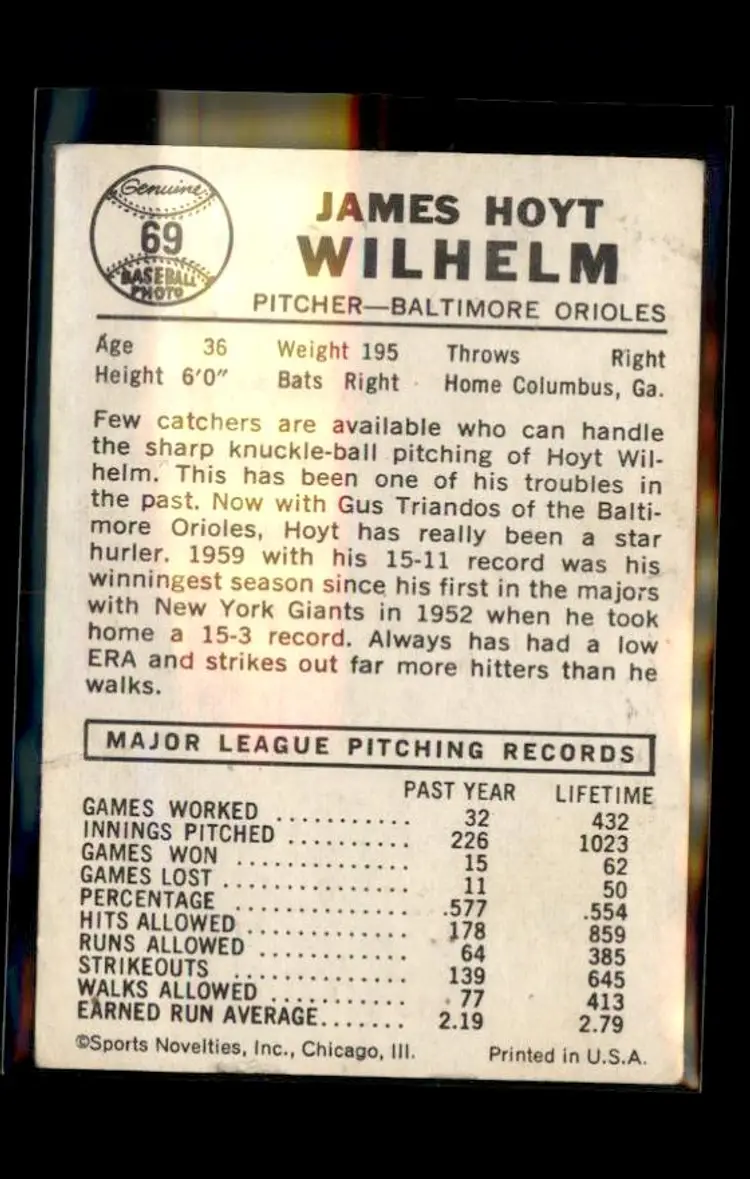 Genuine
69
BASEBALL
PHOTO
JAMES HOYT
WILHELM
PITCHER—BALTIMORE ORIOLES
Age 36 Weight 195 Throws Right
Height 6'0" Bats Right Home Columbus, Ga.
Few catchers are available who can handle
the sharp knuckle-ball pitching of Hoyt Wil-
helm. This has been one of his troubles in
the past. Now with Gus Triandos of the Balti-
more Orioles, Hoyt has really been a star
hurler. 1959 with his 15-11 record was his
winningest season since his first in the majors
with New York Giants in 1952 when he took
home a 15-3 record. Always has had a low
ERA and strikes out far more hitters than he
walks.
MAJOR LEAGUE PITCHING RECORDS
PAST YEAR LIFETIME
GAMES WORKED ........... 32 432
INNINGS PITCHED .......... 226 1023
GAMES WON .............. 15 62
GAMES LOST ............... 11 50
PERCENTAGE .............. .577 .554
HITS ALLOWED ............. 178 859
RUNS ALLOWED ............ 64 385
STRIKEOUTS .............. 139 645
WALKS ALLOWED ........... 77 413
EARNED RUN AVERAGE....... 2.19 2.79
©Sports Novelties, Inc., Chicago, Ill. Printed in U.S.A.